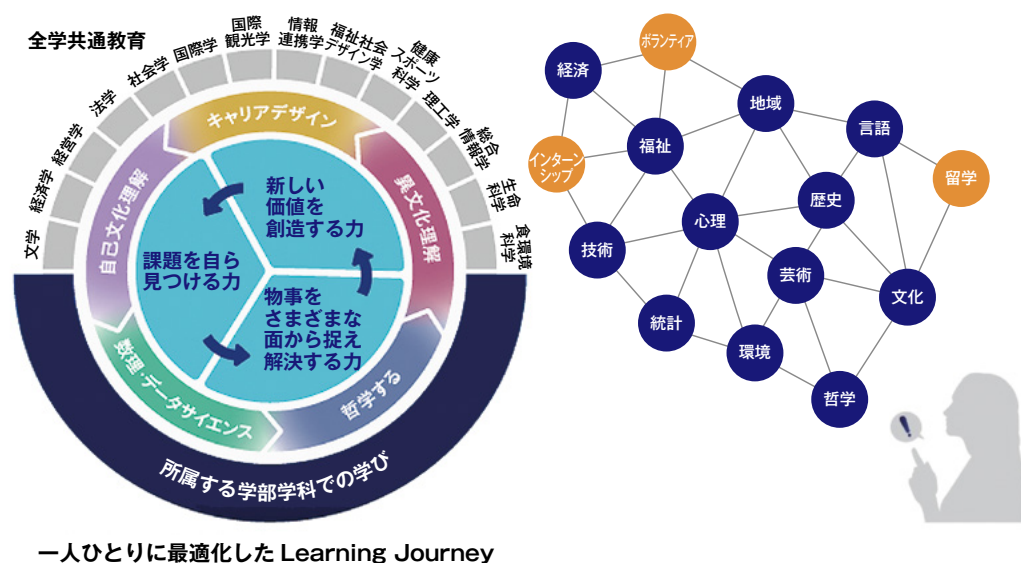 全学共通教育
文学
経済学
経営学
法学
社会学
国際学
国際
観光学
情報
連携学
福祉社会
デザイン学
健康
スポーツ
科学
理工学
総合
情報学
生命
科学
食環境
科学
キャリアデザイン
異文化理解
哲学する
数理・データサイエンス
自己文化理解
新しい
価値を
創造する力
課題を自ら
見つける力
物事を
さまざまな
面から捉え
解決する力
所属する学部学科での学び
一人ひとりに最適化した Learning Journey
ボランティア
経済
地域
言語
福祉
インターン
シップ
留学
歴史
心理
技術
芸術
文化
統計
環境
哲学
!